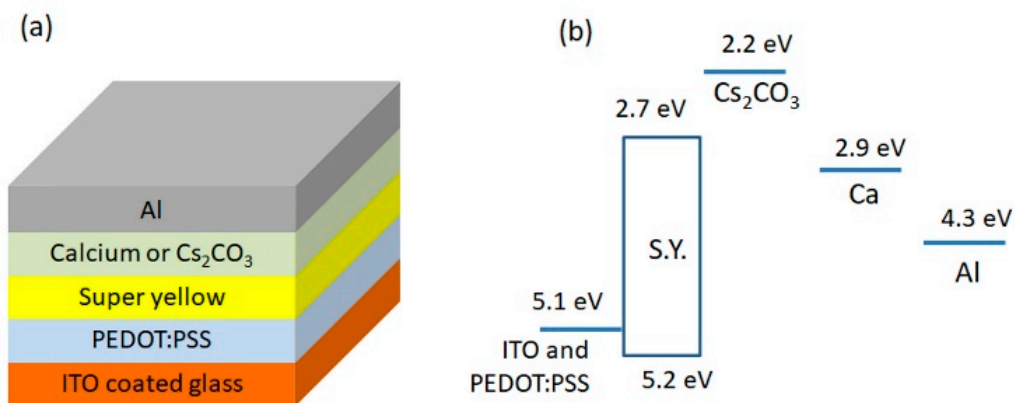 (a)
Al
Calcium or Cs₂CO₃
Super yellow
PEDOT:PSS
ITO coated glass
(b)
2.2 eV
Cs₂CO₃
2.7 eV
2.9 eV
Ca
4.3 eV
Al
S.Y.
5.1 eV
ITO and
PEDOT:PSS
5.2 eV